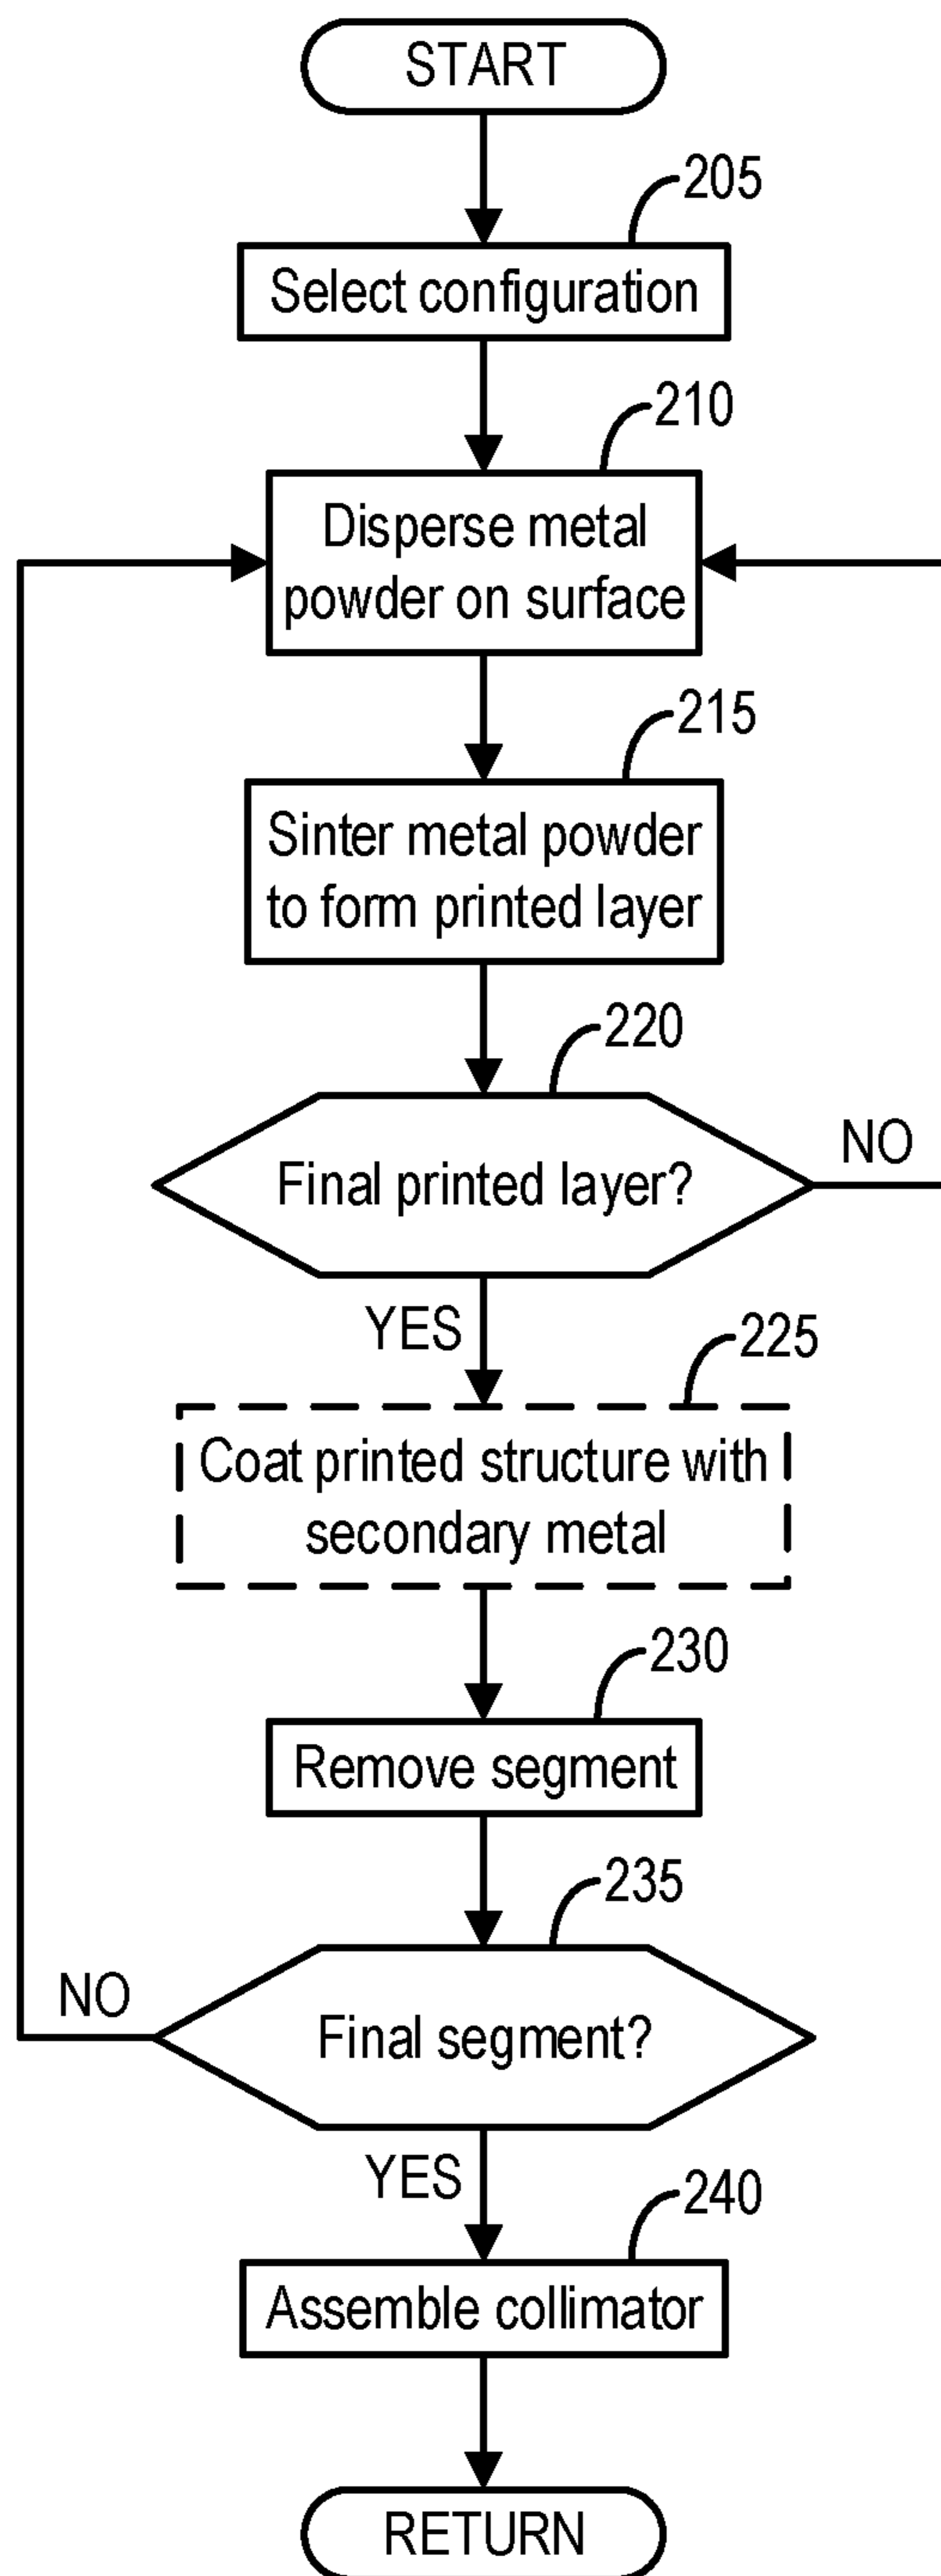 START
205
Select configuration
210
Disperse metal
powder on surface
215
Sinter metal powder
to form printed layer
220
Final printed layer?
NO
YES
225
Coat printed structure with
secondary metal
230
Remove segment
235
NO
Final segment?
YES
240
Assemble collimator
RETURN